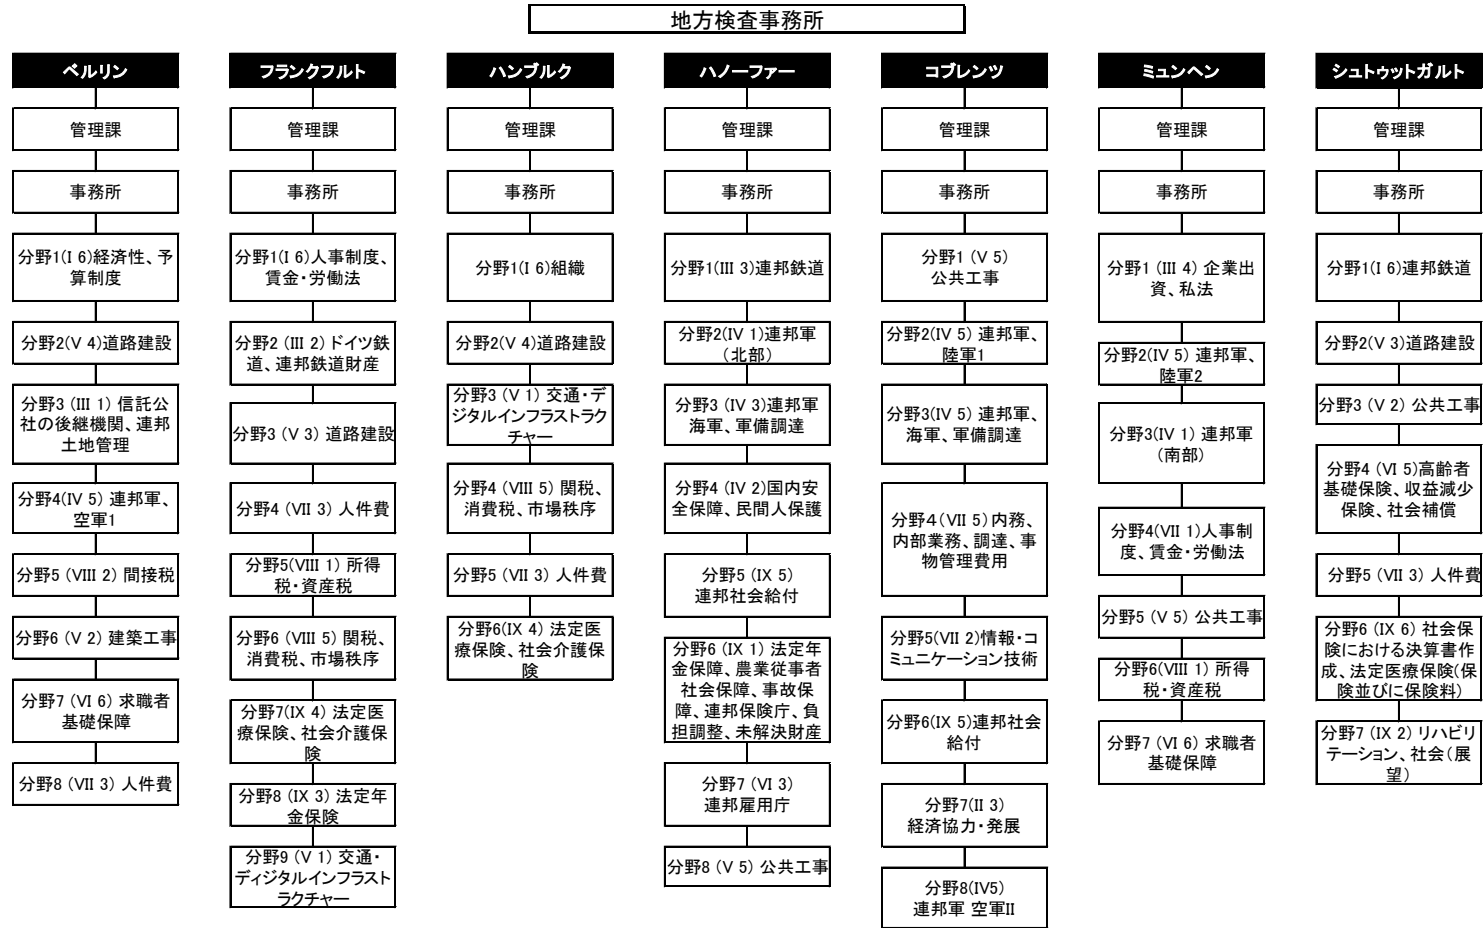 地方検査事務所
ベルリン
管理課
事務所
分野1(I 6)経済性、予
算制度
分野2(V 4)道路建設
分野3 (III 1) 信託公
社の後継機関、連邦
土地管理
分野4(IV 5) 連邦軍、
空軍1
分野5 (VIII 2) 間接税
分野6 (V 2) 建築工事
分野7 (VI 6) 求職者
基礎保障
分野8 (VII 3) 人件費
フランクフルト
管理課
事務所
分野1(I 6)人事制度、
賃金・労働法
分野2 (III 2) ドイツ鉄
道、連邦鉄道財産
分野3 (V 3) 道路建設
分野4 (VII 3) 人件費
分野5(VIII 1) 所得
税・資産税
分野6 (VIII 5) 関税、
消費税、市場秩序
分野7(IX 4) 法定医
療保険、社会介護保
険
分野8 (IX 3) 法定年
金保険
分野9 (V 1) 交通・
ディジタルインフラスト
ラクチャー
ハンブルク
管理課
事務所
分野1(I 6)組織
分野2(V 4)道路建設
分野3 (V 1) 交通・デ
ジタルインフラストラク
チャー
分野4 (VIII 5) 関税、
消費税、市場秩序
分野5 (VII 3) 人件費
分野6(IX 4) 法定医
療保険、社会介護保
険
ハノーファー
管理課
事務所
分野1(III 3)連邦鉄道
分野2(IV 1)連邦軍
(北部)
分野3 (IV 3)連邦軍
海軍、軍備調達
分野4 (IV 2)国内安
全保障、民間人保護
分野5 (IX 5)
連邦社会給付
分野6 (IX 1) 法定年
金保障、農業従事者
社会保障、事故保
障、連邦保険庁、負
担調整、未解決財産
分野7 (VI 3)
連邦雇用庁
分野8 (V 5) 公共工事
コブレンツ
管理課
事務所
分野1 (V 5)
公共工事
分野2(IV 5) 連邦軍、
陸軍1
分野3(IV 5) 連邦軍、
海軍、軍備調達
分野4(VII 5)内務、
内部業務、調達、事
物管理費用
分野5(VII 2)情報・コ
ミュニケーション技術
分野6(IX 5)連邦社会
給付
分野7(II 3)
経済協力・発展
分野8(IV5)
連邦軍 空軍II
ミュンヘン
管理課
事務所
分野1 (III 4) 企業出
資、私法
分野2(IV 5) 連邦軍、
陸軍2
分野3(IV 1) 連邦軍
(南部)
分野4(VII 1)人事制
度、賃金・労働法
分野5 (V 5) 公共工事
分野6(VIII 1) 所得
税・資産税
分野7 (VI 6) 求職者
基礎保障
シュトゥットガルト
管理課
事務所
分野1(I 6)連邦鉄道
分野2(V 3)道路建設
分野3 (V 2) 公共工事
分野4 (VI 5)高齢者
基礎保険、収益減少
保険、社会補償
分野5 (VII 3) 人件費
分野6 (IX 6) 社会保
険における決算書作
成、法定医療保険(保
険並びに保険料)
分野7 (IX 2) リハビリ
テーション、社会(展
望)